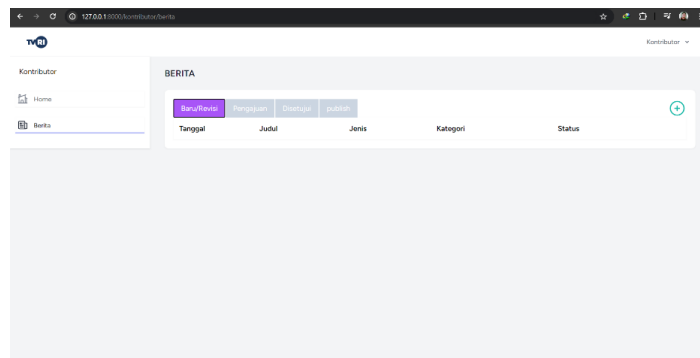 127.0.0.1:8000/kontributor/berita
TVRI
Kontributor
Kontributor
BERITA
Home
Baru/Revisi Pengajuan Disetujui publish
Berita
Tanggal Judul Jenis Kategori Status